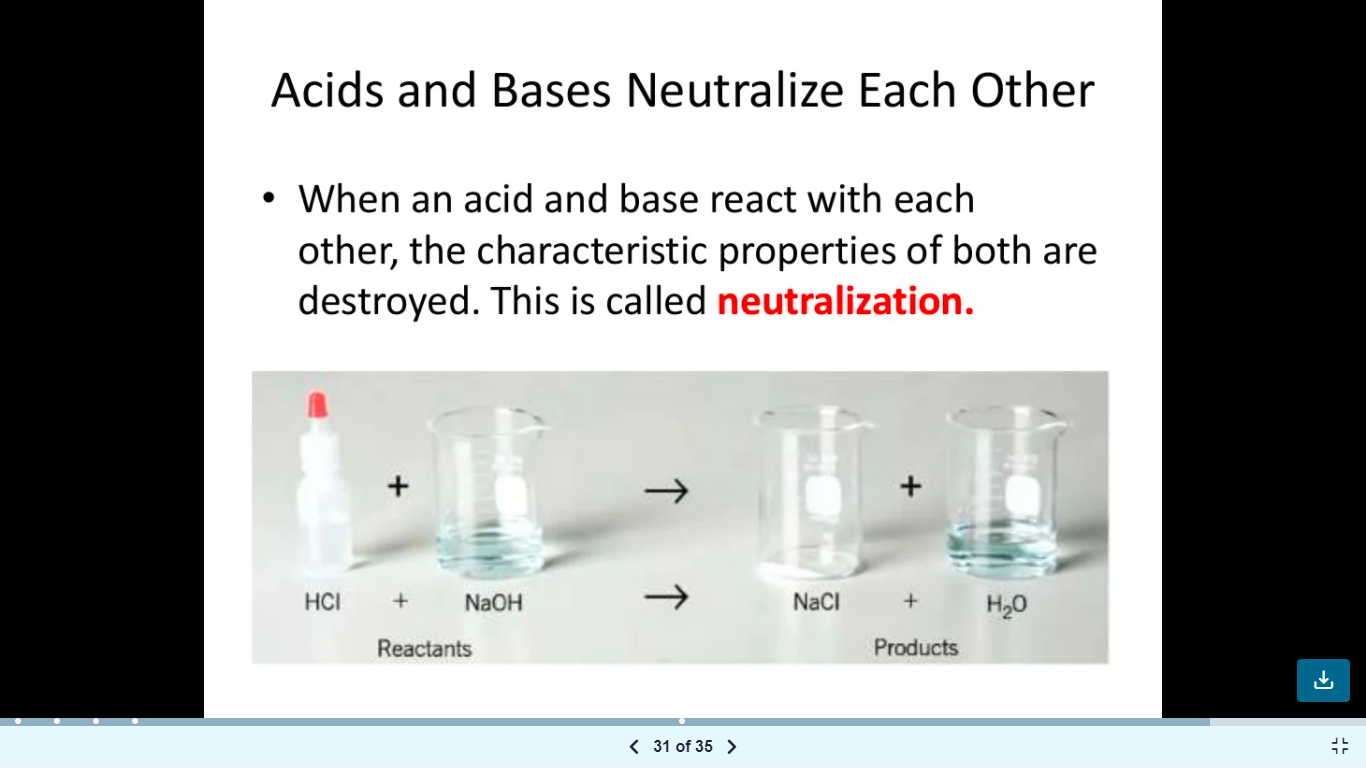 Acids and Bases Neutralize Each Other
• When an acid and base react with each
other, the characteristic properties of both are
destroyed. This is called neutralization.
+ → +
HCl + NaOH → NaCl + H₂O
Reactants Products
31 of 35